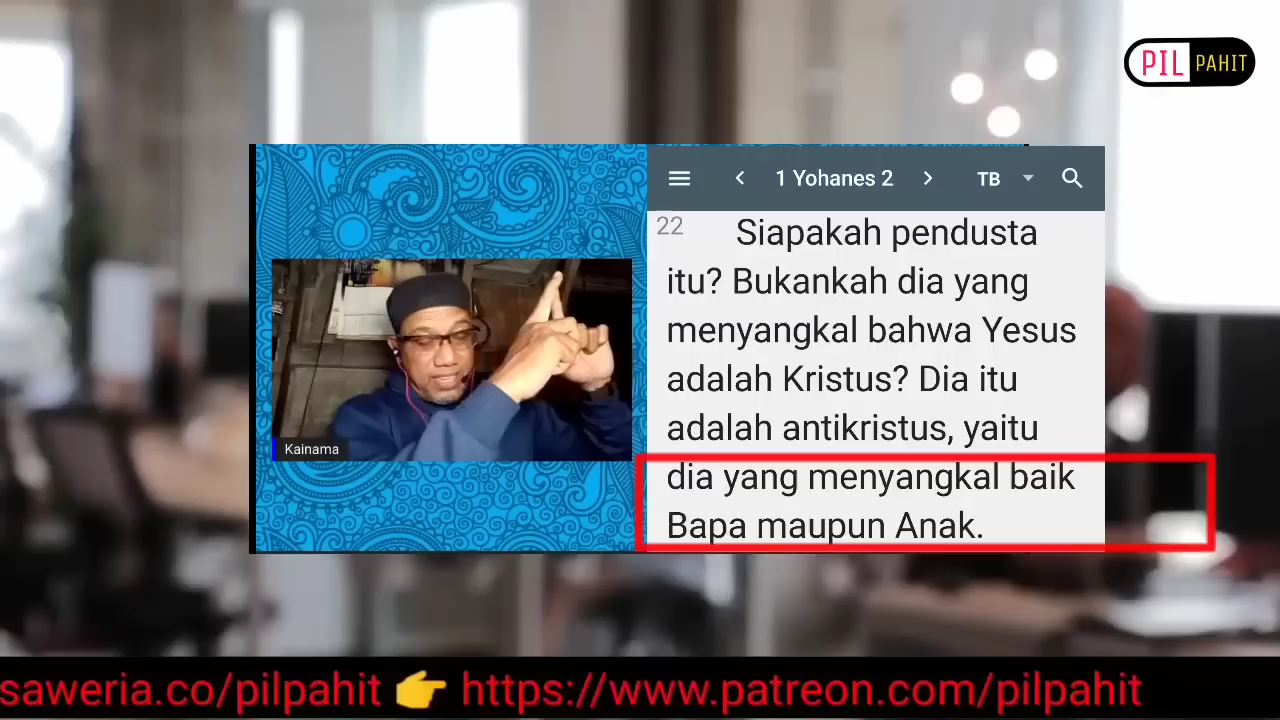 PIL PAHIT
1 Yohanes 2 TB
22 Siapakah pendusta
itu? Bukankah dia yang
menyangkal bahwa Yesus
adalah Kristus? Dia itu
adalah antikristus, yaitu
dia yang menyangkal baik
Bapa maupun Anak.
Kainama
saweria.co/pilpahit 👉 https://www.patreon.com/pilpahit